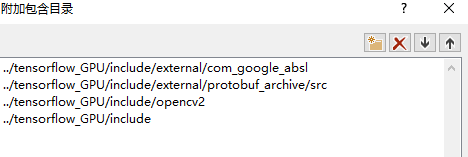 附加包含目录
../tensorflow_GPU/include/external/com_google_absl
../tensorflow_GPU/include/external/protobuf_archive/src
../tensorflow_GPU/include/opencv2
../tensorflow_GPU/include